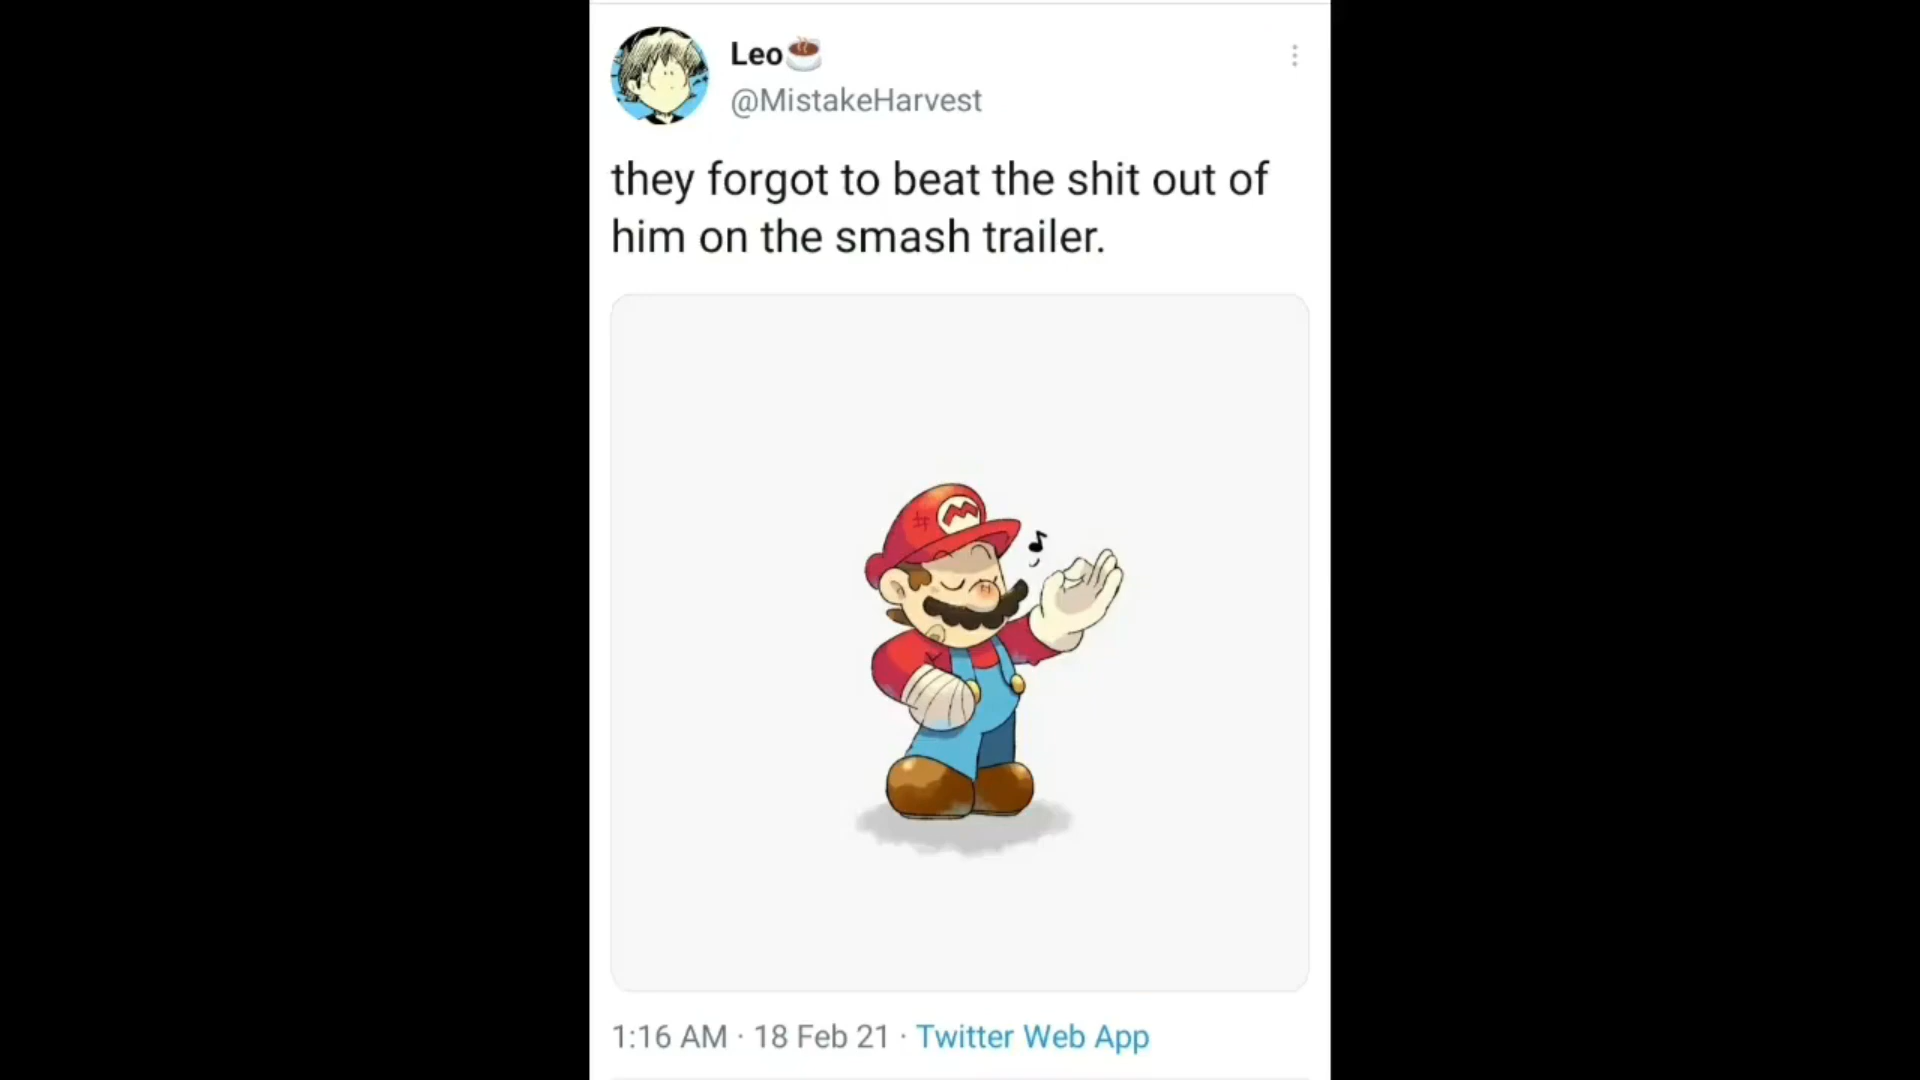 Leo☕
@MistakeHarvest
they forgot to beat the shit out of
him on the smash trailer.
M
1:16 AM · 18 Feb 21 · Twitter Web App